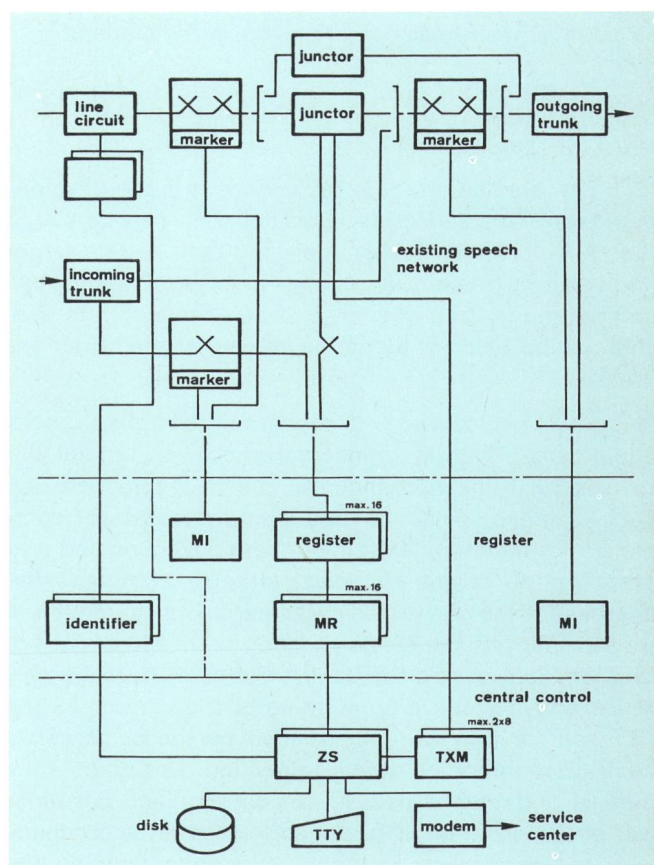 junctor
line
circuit
marker
junctor
marker
outgoing
trunk
existing speech
network
incoming
trunk
marker
max. 16
MI
register
register
max. 16
identifier
MR
MI
central control
max. 2x8
ZS
TXM
disk
TTY
modem
service
center